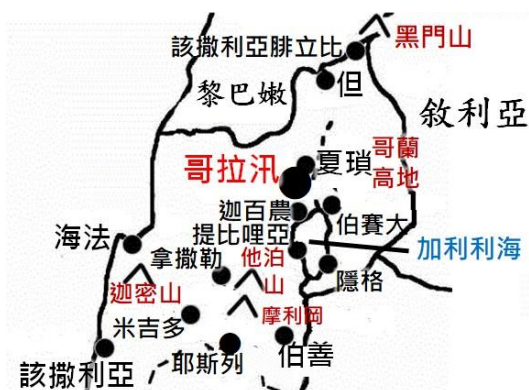 黑門山
該撒利亞腓立比
但
黎巴嫩
敘利亞
哥拉汛
夏瑣
哥蘭
高地
迦百農
伯賽大
提比哩亞
海法
加利利海
拿撒勒
他泊
山
隱格
迦密山
摩利岡
米吉多
耶斯列
伯善
該撒利亞